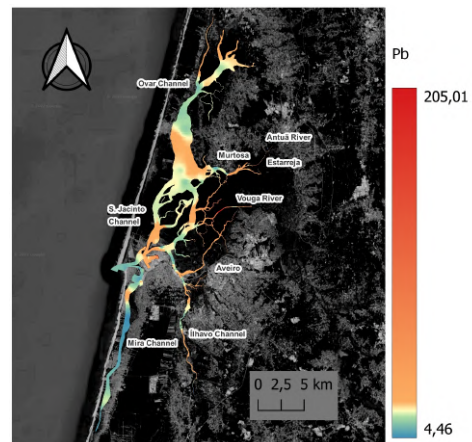 Pb
205,01
Ovar Channel
Antuã River
Murtosa
Estarreja
Vouga River
S. Jacinto
Channel
Aveiro
Mira Channel
Ílhavo Channel
0 2,5 5 km
4,46